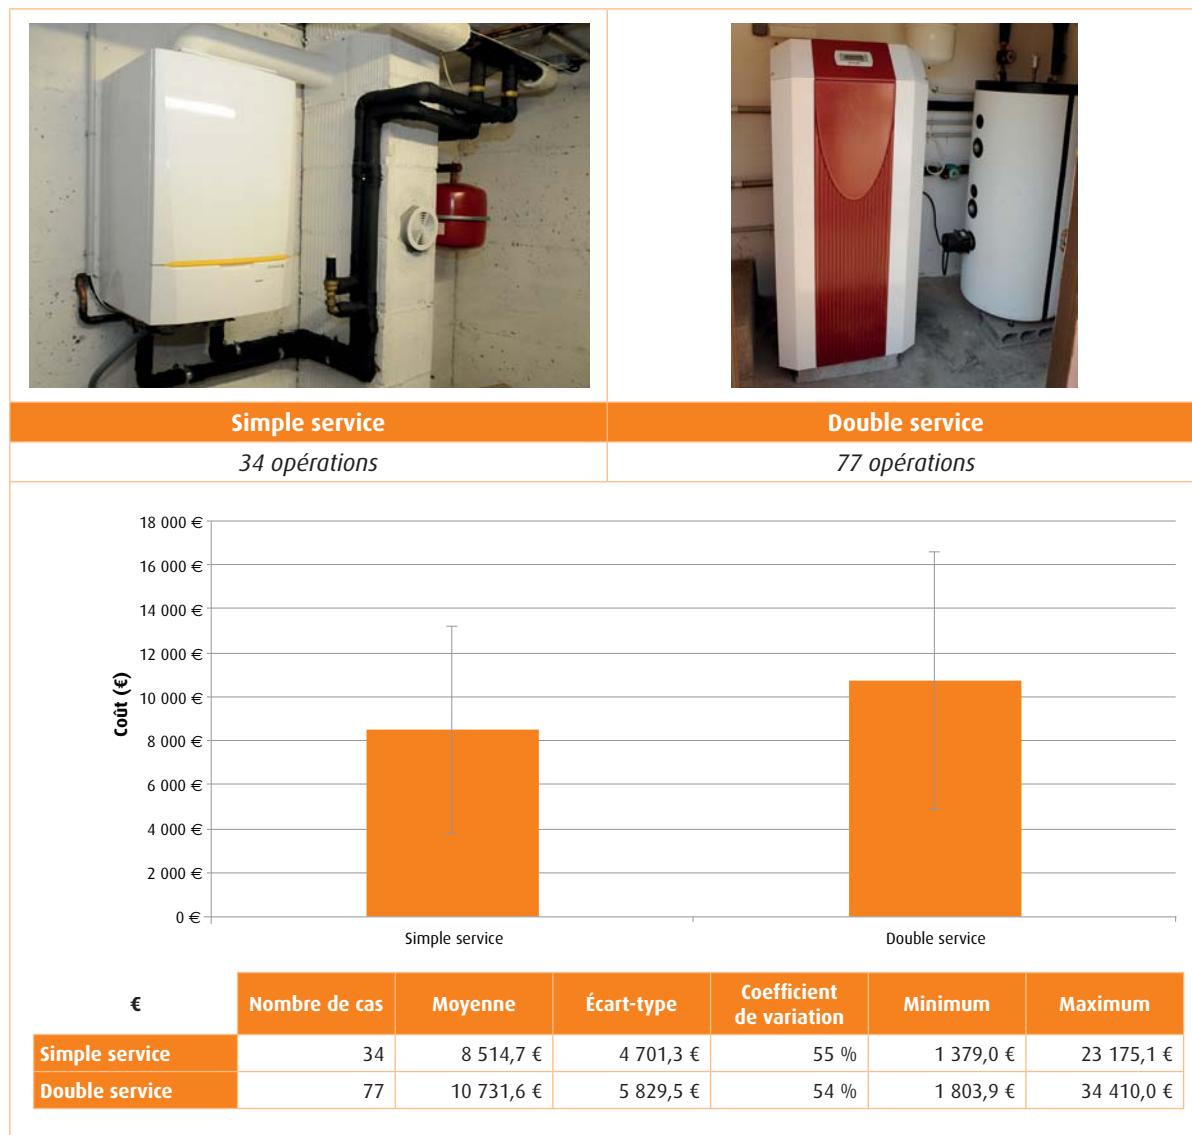 Simple service
Double service
34 opérations
77 opérations
18 000 €
16 000 €
14 000 €
12 000 €
10 000 €
8 000 €
6 000 €
4 000 €
2 000 €
0 €
Coût (€)
Simple service
Double service
€ Nombre de cas Moyenne Écart-type Coefficient de variation Minimum Maximum
Simple service 34 8 514,7 € 4 701,3 € 55 % 1 379,0 € 23 175,1 €
Double service 77 10 731,6 € 5 829,5 € 54 % 1 803,9 € 34 410,0 €